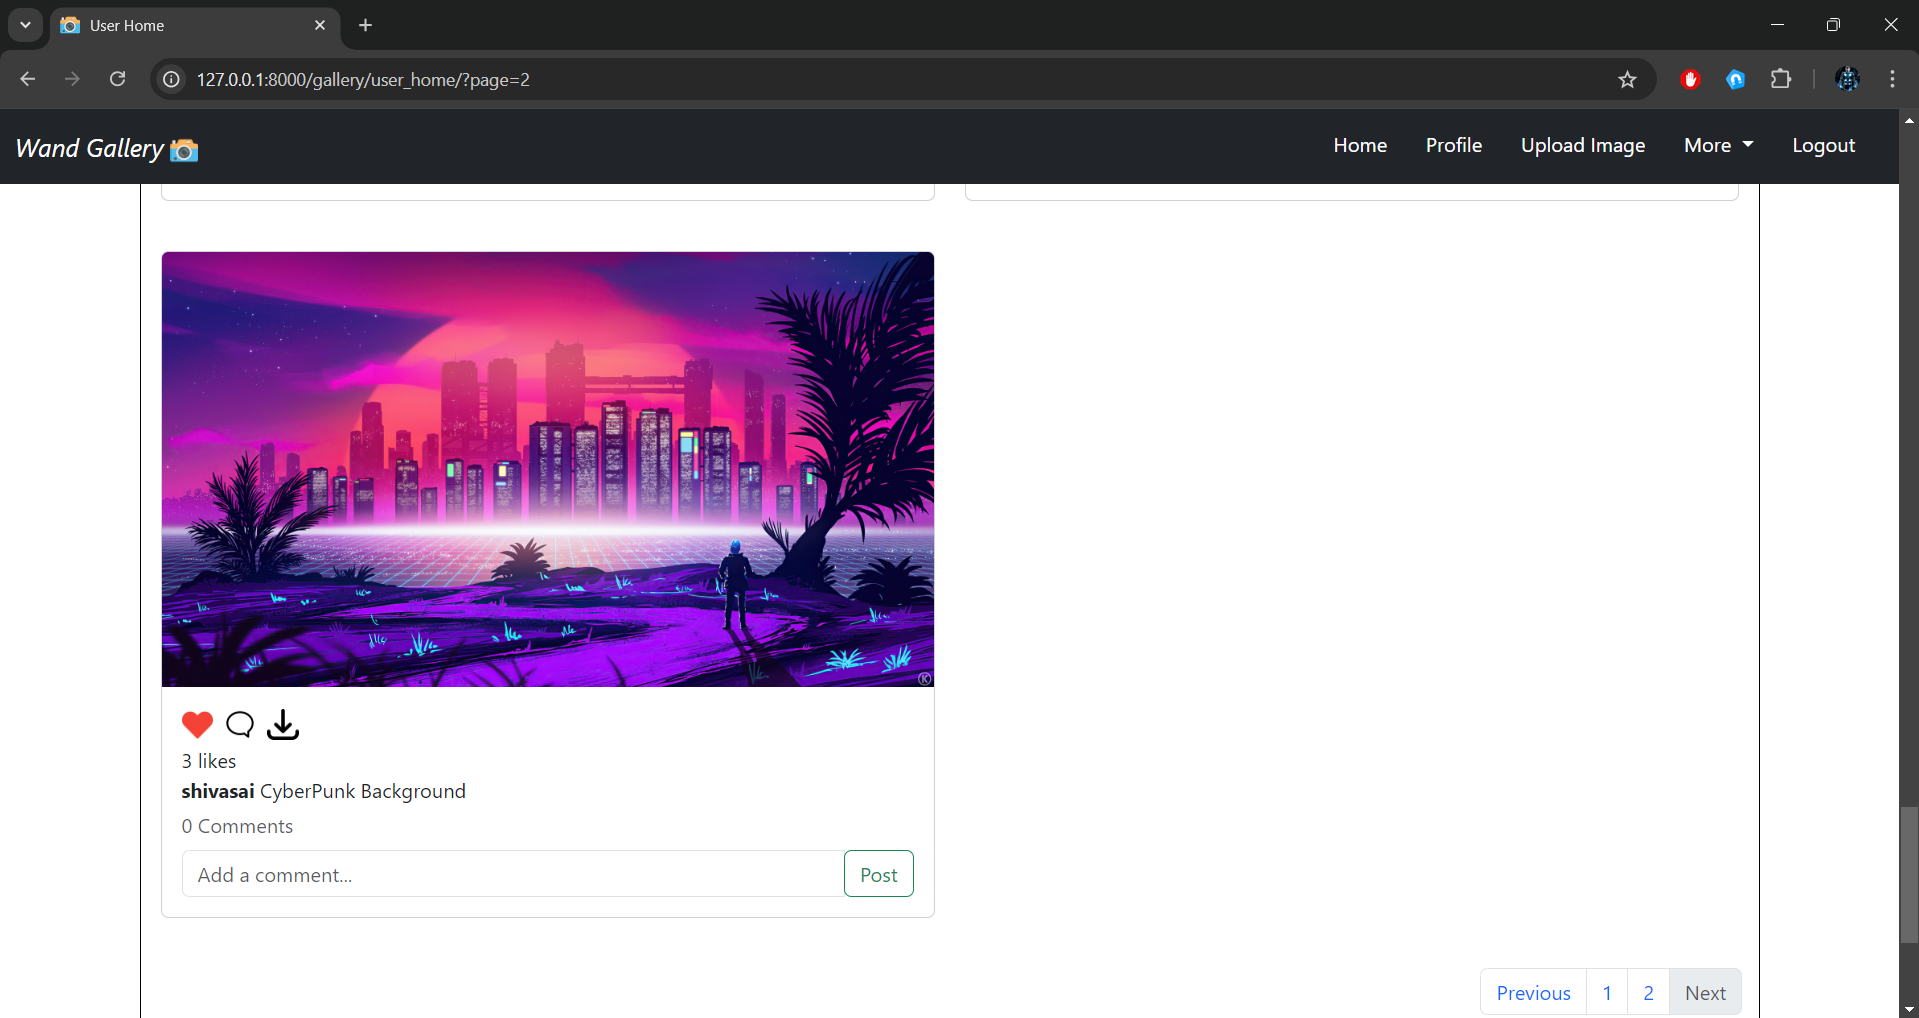 User Home
127.0.0.1:8000/gallery/user_home/?page=2
Wand Gallery
Home Profile Upload Image More Logout
K
3 likes
shivasai CyberPunk Background
0 Comments
Add a comment... Post
Previous 1 2 Next